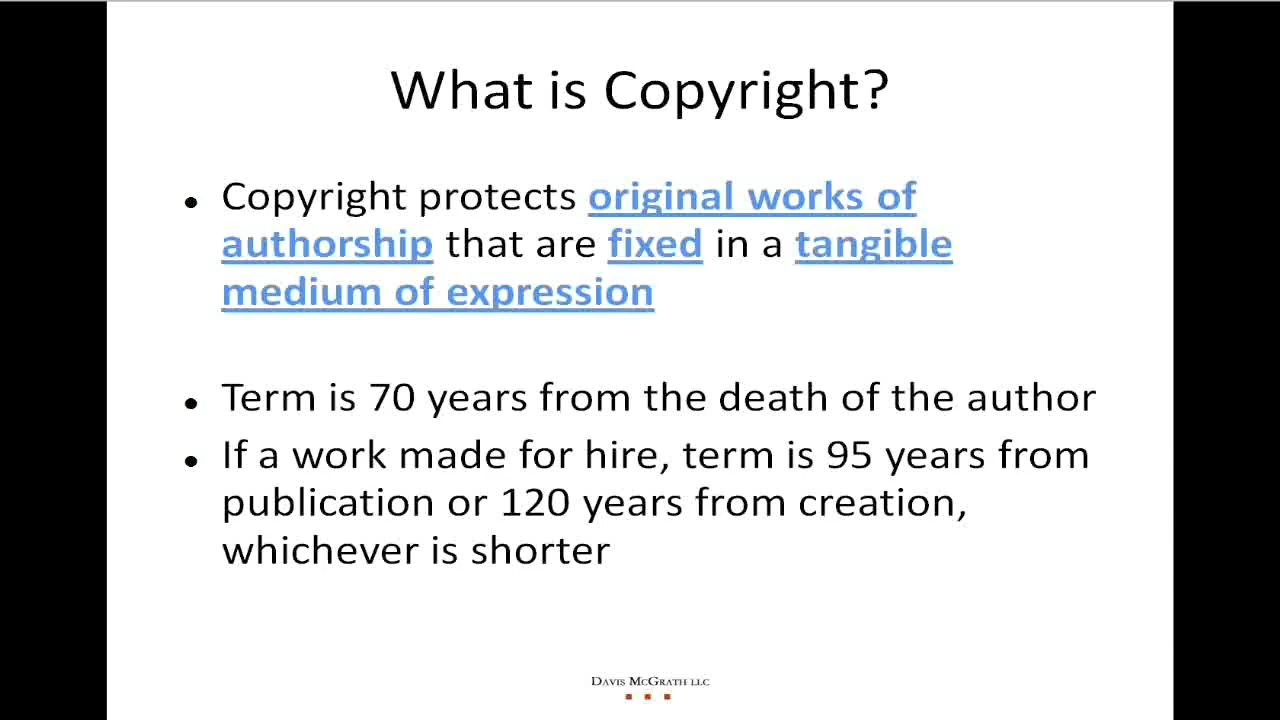 What is Copyright?
• Copyright protects original works of
authorship that are fixed in a tangible
medium of expression
• Term is 70 years from the death of the author
• If a work made for hire, term is 95 years from
publication or 120 years from creation,
whichever is shorter
DAVIS MCGRATH LLC